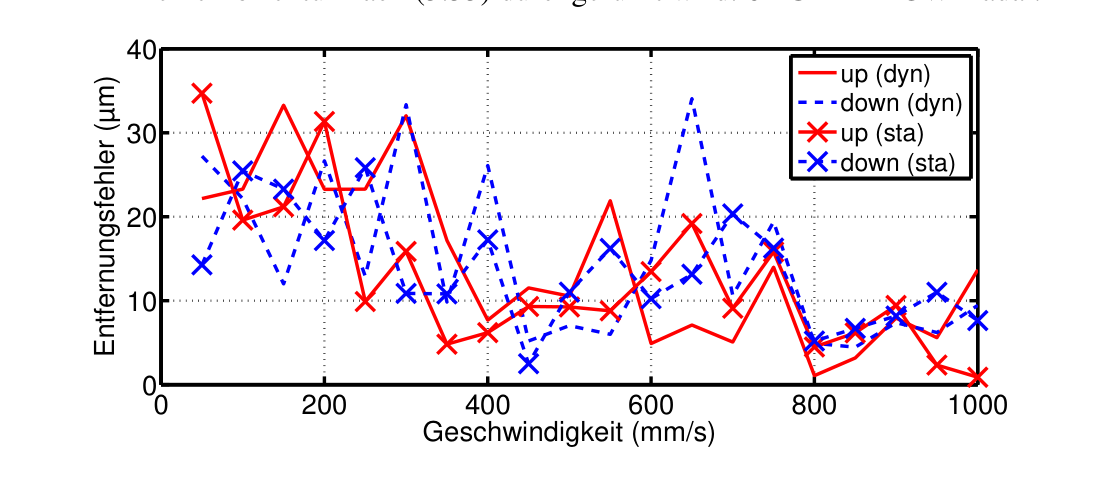 40
30
20
10
0
Entfernungsfehler (µm)
up (dyn)
down (dyn)
up (sta)
down (sta)
0 200 400 600 800 1000
Geschwindigkeit (mm/s)